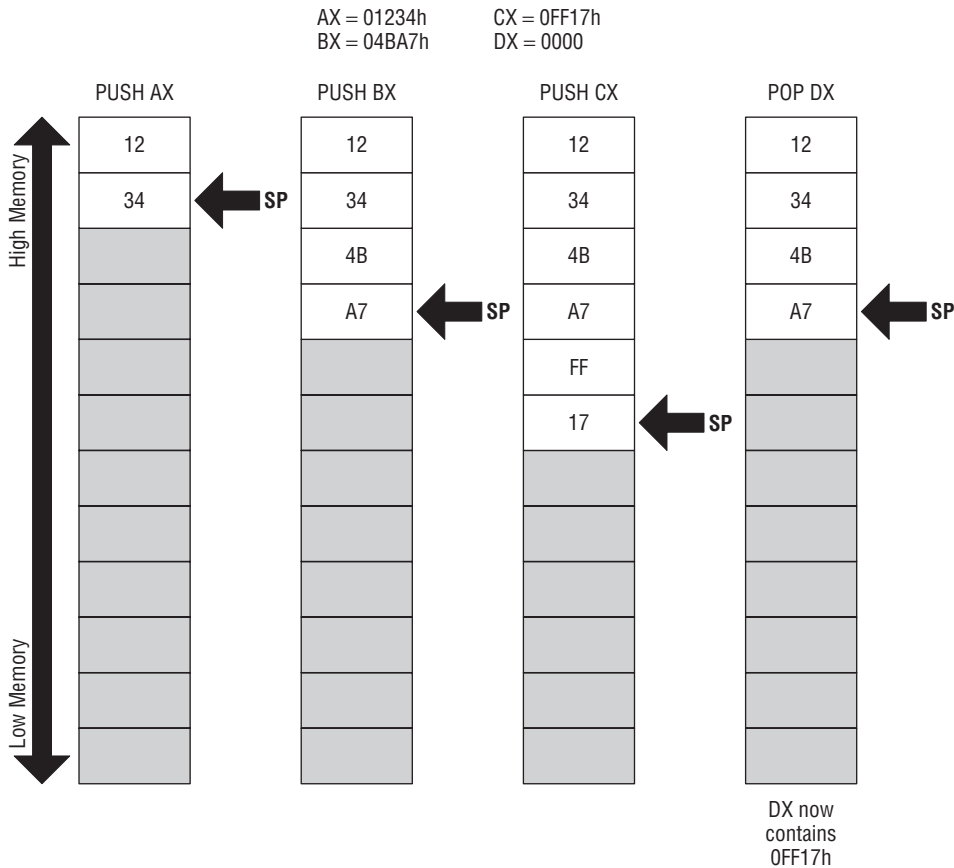 AX = 01234h CX = 0FF17h
BX = 04BA7h DX = 0000
PUSH AX PUSH BX PUSH CX POP DX
High Memory
Low Memory
12 12 12 12
34 SP 34 34 34
4B 4B 4B
A7 SP A7 A7 SP
FF
17 SP
DX now
contains
0FF17h